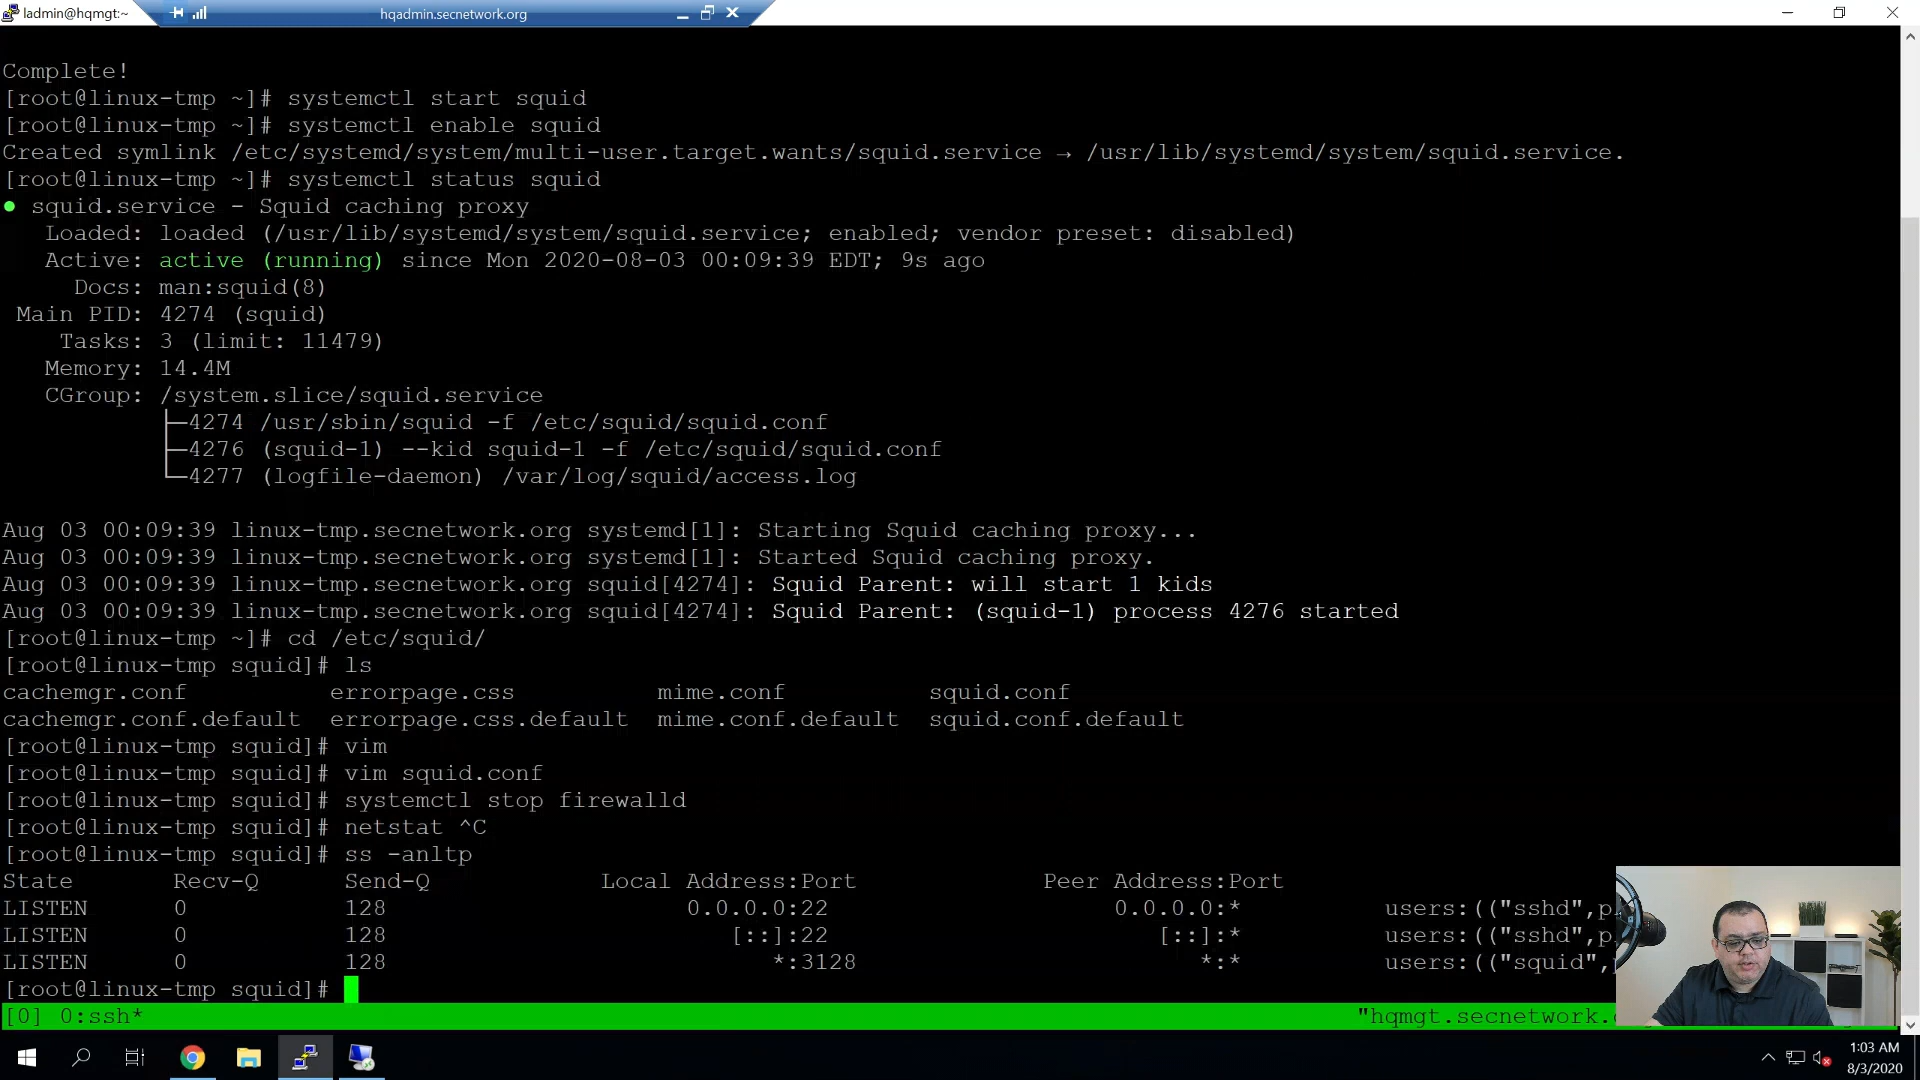 ladmin@hqmgt:~
hqadmin.secnetwork.org
Complete!
[root@linux-tmp ~]# systemctl start squid
[root@linux-tmp ~]# systemctl enable squid
Created symlink /etc/systemd/system/multi-user.target.wants/squid.service → /usr/lib/systemd/system/squid.service.
[root@linux-tmp ~]# systemctl status squid
● squid.service - Squid caching proxy
Loaded: loaded (/usr/lib/systemd/system/squid.service; enabled; vendor preset: disabled)
Active: active (running) since Mon 2020-08-03 00:09:39 EDT; 9s ago
Docs: man:squid(8)
Main PID: 4274 (squid)
Tasks: 3 (limit: 11479)
Memory: 14.4M
CGroup: /system.slice/squid.service
├─4274 /usr/sbin/squid -f /etc/squid/squid.conf
├─4276 (squid-1) --kid squid-1 -f /etc/squid/squid.conf
└─4277 (logfile-daemon) /var/log/squid/access.log
Aug 03 00:09:39 linux-tmp.secnetwork.org systemd[1]: Starting Squid caching proxy...
Aug 03 00:09:39 linux-tmp.secnetwork.org systemd[1]: Started Squid caching proxy.
Aug 03 00:09:39 linux-tmp.secnetwork.org squid[4274]: Squid Parent: will start 1 kids
Aug 03 00:09:39 linux-tmp.secnetwork.org squid[4274]: Squid Parent: (squid-1) process 4276 started
[root@linux-tmp ~]# cd /etc/squid/
[root@linux-tmp squid]# ls
cachemgr.conf errorpage.css mime.conf squid.conf
cachemgr.conf.default errorpage.css.default mime.conf.default squid.conf.default
[root@linux-tmp squid]# vim
[root@linux-tmp squid]# vim squid.conf
[root@linux-tmp squid]# systemctl stop firewalld
[root@linux-tmp squid]# netstat ^C
[root@linux-tmp squid]# ss -anltp
State Recv-Q Send-Q Local Address:Port Peer Address:Port
LISTEN 0 128 0.0.0.0:22 0.0.0.0:* users:(("sshd",p
LISTEN 0 128 [::]:22 [::]:* users:(("sshd",p
LISTEN 0 128 *:3128 *:* users:(("squid",
[root@linux-tmp squid]#
[0] 0:ssh* "hqmgt.secnetwork.
1:03 AM
8/3/2020